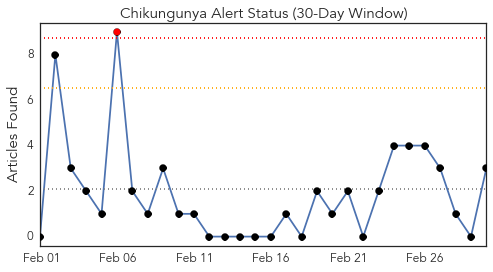 Chikungunya Alert Status (30-Day Window)
Articles Found
8
6
4
2
0
Feb 01 Feb 06 Feb 11 Feb 16 Feb 21 Feb 26